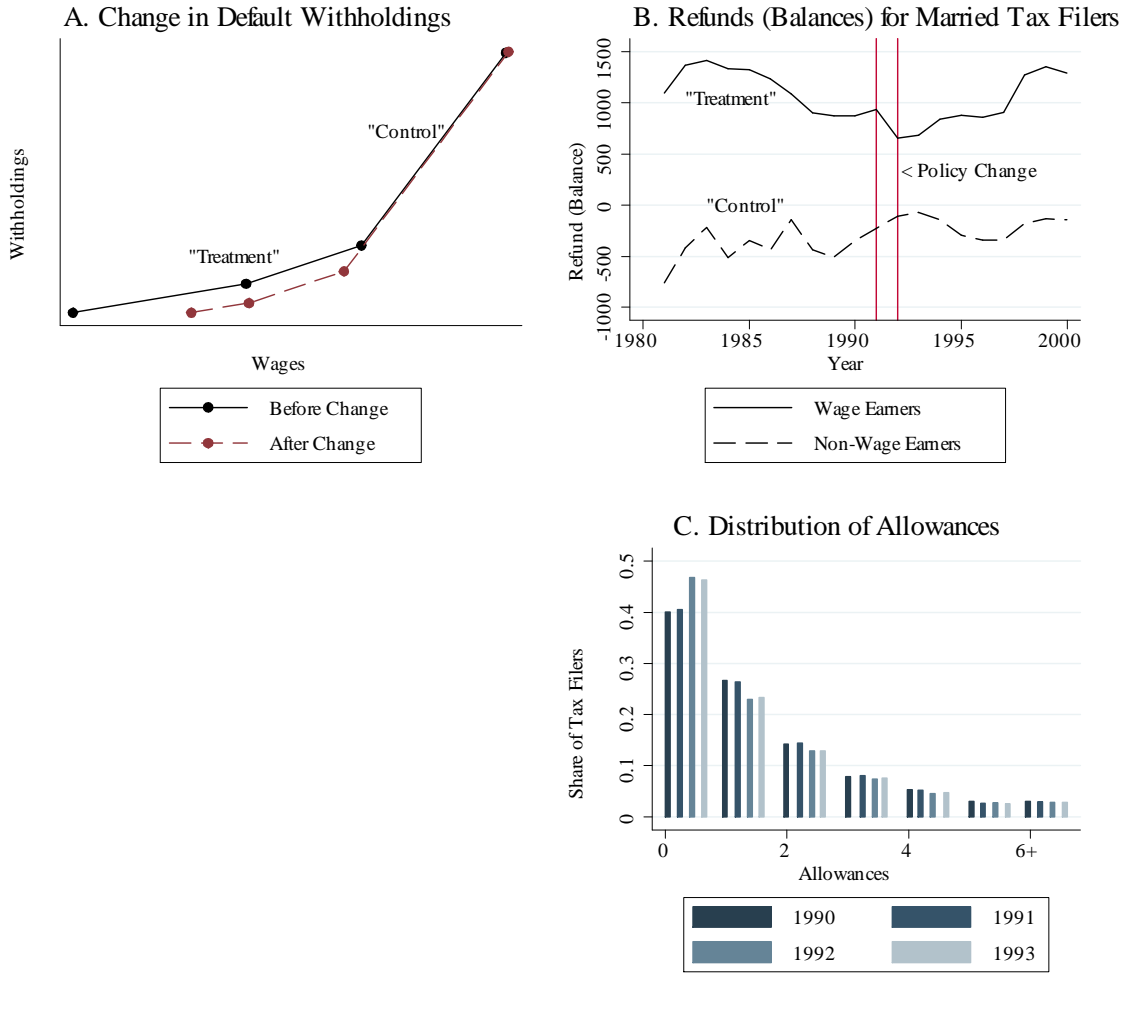 A. Change in Default Withholdings
Withholdings
"Treatment"
"Control"
Wages
Before Change
After Change
B. Refunds (Balances) for Married Tax Filers
Refund (Balance)
1500
1000
500
0
-500
-1000
"Treatment"
< Policy Change
"Control"
1980 1985 1990 1995 2000
Year
Wage Earners
Non-Wage Earners
C. Distribution of Allowances
Share of Tax Filers
0.5
0.4
0.3
0.2
0.1
0
0 2 4 6+
Allowances
1990 1991
1992 1993